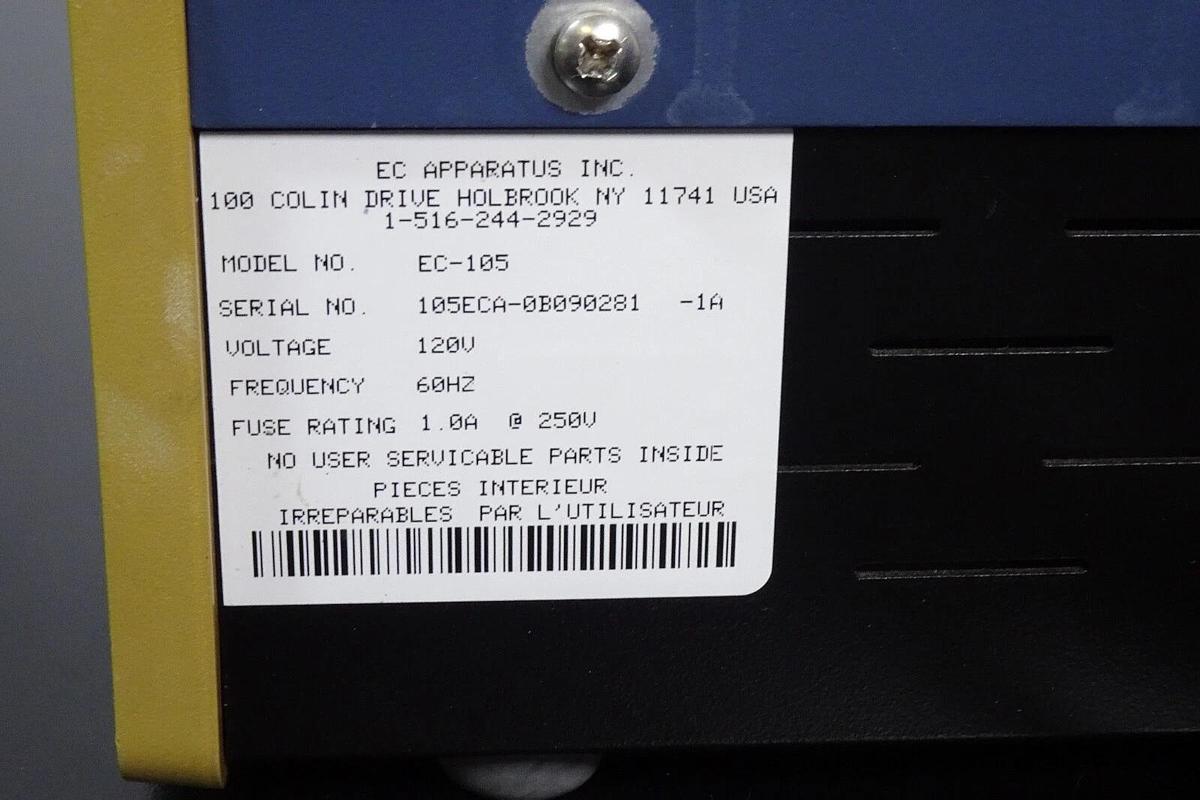 EC APPARATUS INC.
100 COLIN DRIVE HOLBROOK NY 11741 USA
1-516-244-2929
MODEL NO. EC-105
SERIAL NO. 105ECA-0B090281 -1A
VOLTAGE 120V
FREQUENCY 60HZ
FUSE RATING 1.0A @ 250V
NO USER SERVICABLE PARTS INSIDE
PIECES INTERIEUR
IRREPARABLES PAR L'UTILISATEUR